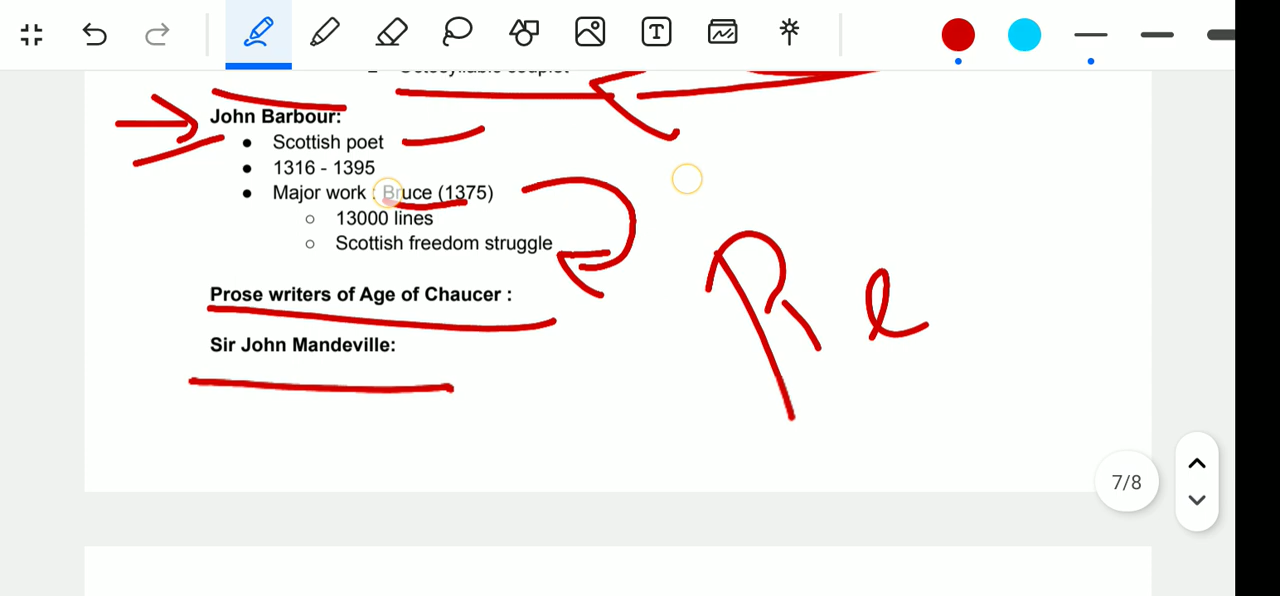 John Barbour:
● Scottish poet
● 1316 - 1395
● Major work : Bruce (1375)
○ 13000 lines
○ Scottish freedom struggle
Prose writers of Age of Chaucer :
Sir John Mandeville:
7/8